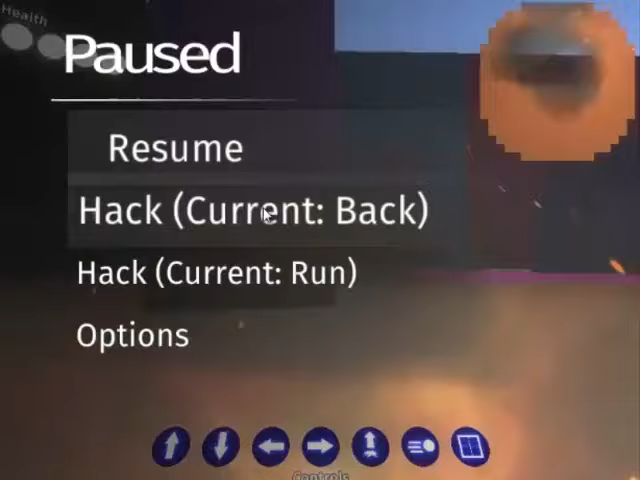 Health
Paused
Resume
Hack (Current: Back)
Hack (Current: Run)
Options
Controls